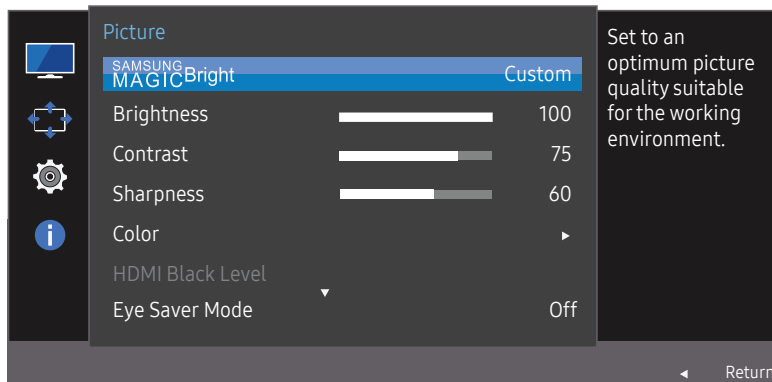 Picture
SAMSUNG
MAGICBright Custom
Brightness 100
Contrast 75
Sharpness 60
Color
HDMI Black Level
Eye Saver Mode Off
Set to an
optimum picture
quality suitable
for the working
environment.
Return